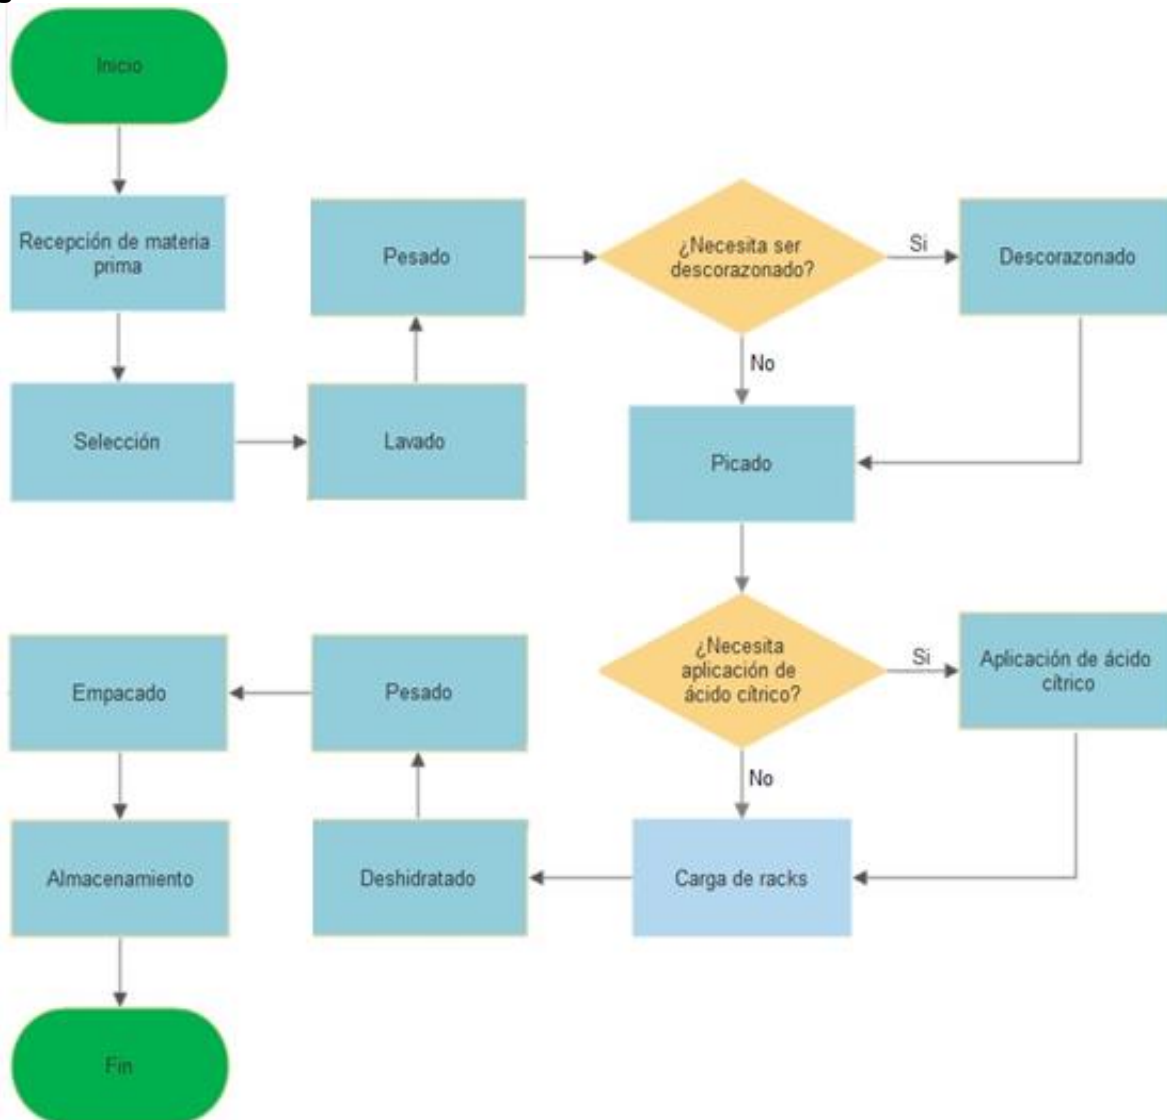 Inicio
Recepción de materia
prima
Selección
Lavado
Pesado
¿Necesita ser
descorazonado?
Si
Descorazonado
No
Picado
¿Necesita
aplicación de
ácido cítrico?
Si
Aplicación de ácido
cítrico
No
Carga de racks
Deshidratado
Pesado
Empacado
Almacenamiento
Fin